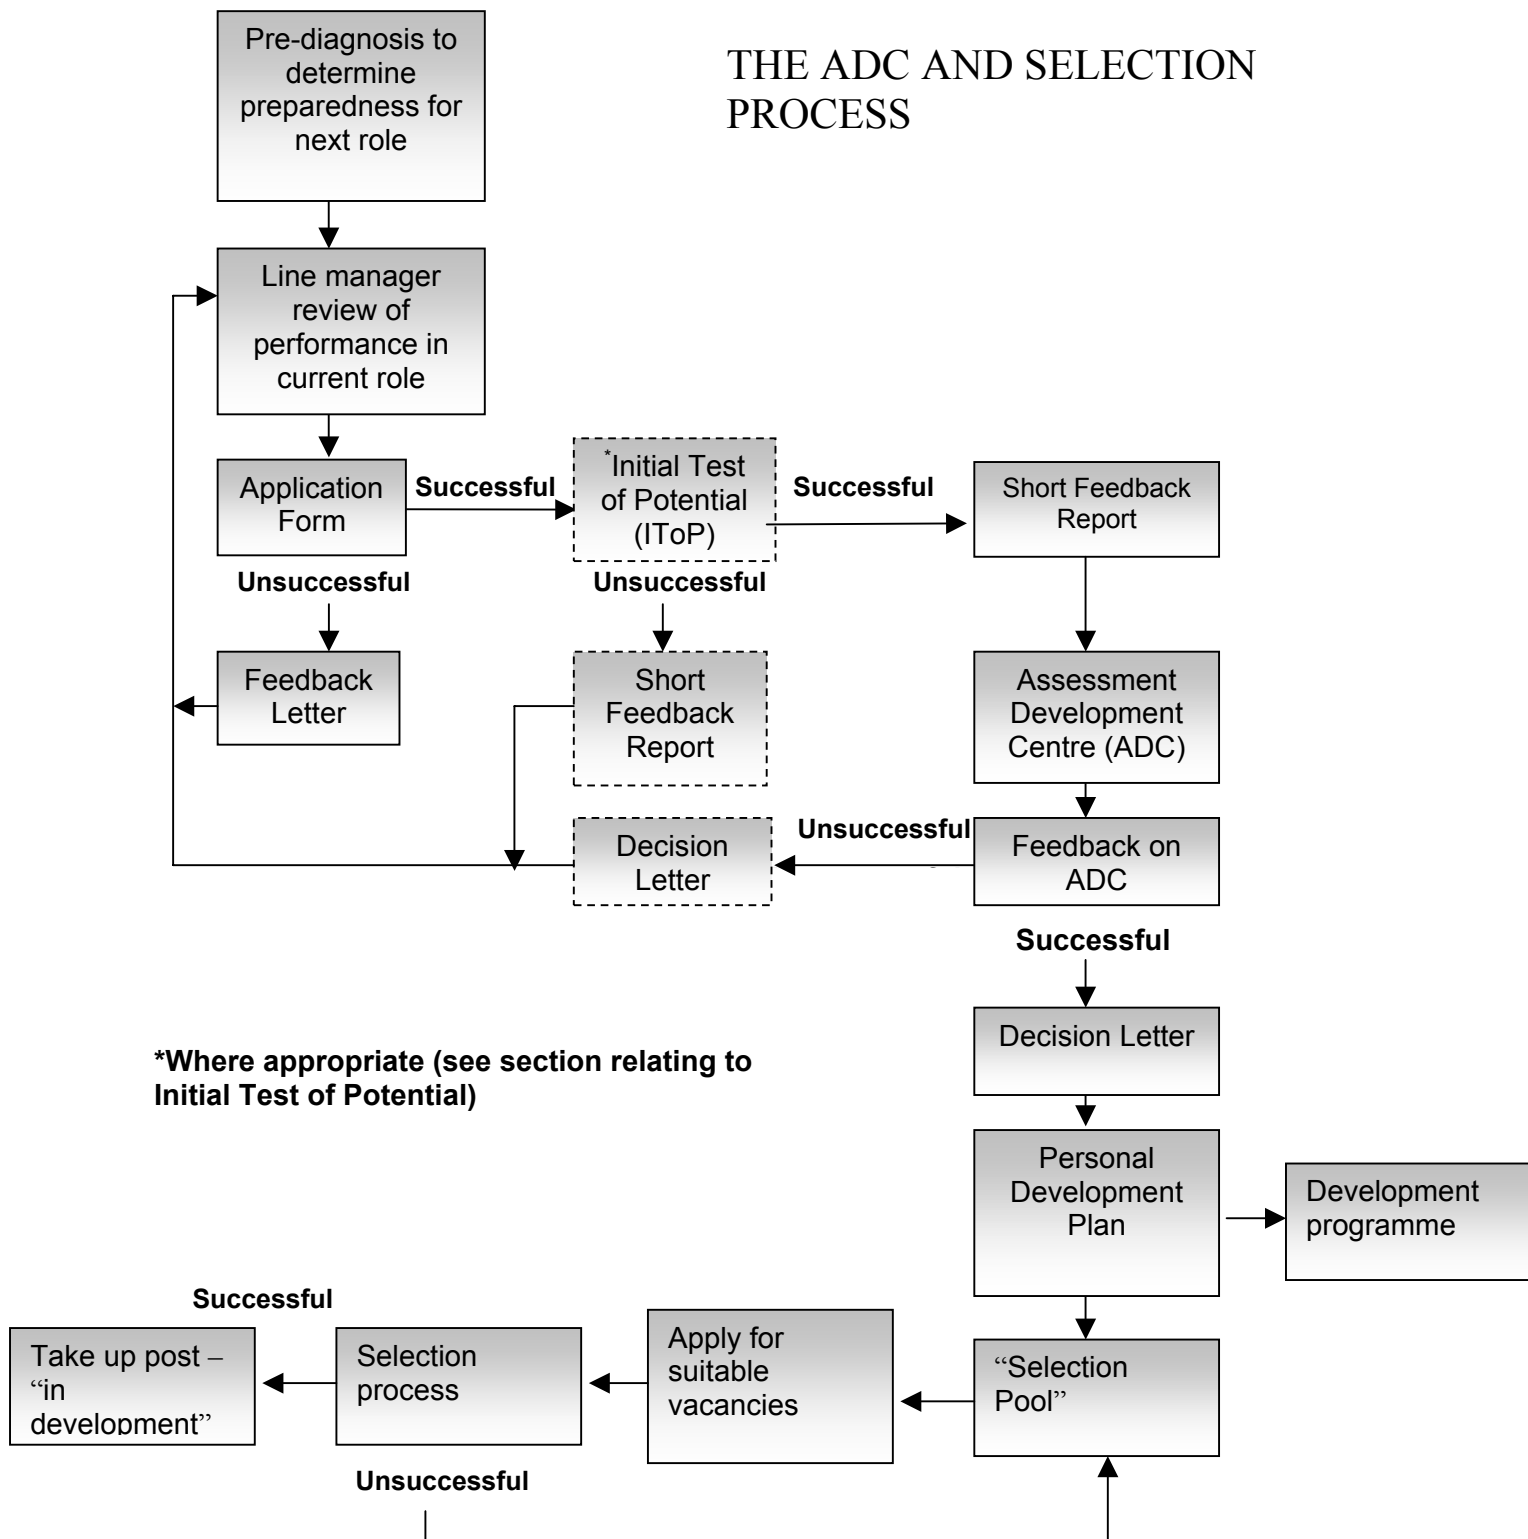 THE ADC AND SELECTION
PROCESS
Pre-diagnosis to
determine
preparedness for
next role
Line manager
review of
performance in
current role
Application
Form
Successful
*Initial Test
of Potential
(IToP)
Successful
Short Feedback
Report
Unsuccessful
Unsuccessful
Feedback
Letter
Short
Feedback
Report
Assessment
Development
Centre (ADC)
Decision
Letter
Unsuccessful
Feedback on
ADC
Successful
Decision Letter
*Where appropriate (see section relating to
Initial Test of Potential)
Personal
Development
Plan
Development
programme
Successful
Take up post –
“in
development”
Selection
process
Apply for
suitable
vacancies
“Selection
Pool”
Unsuccessful